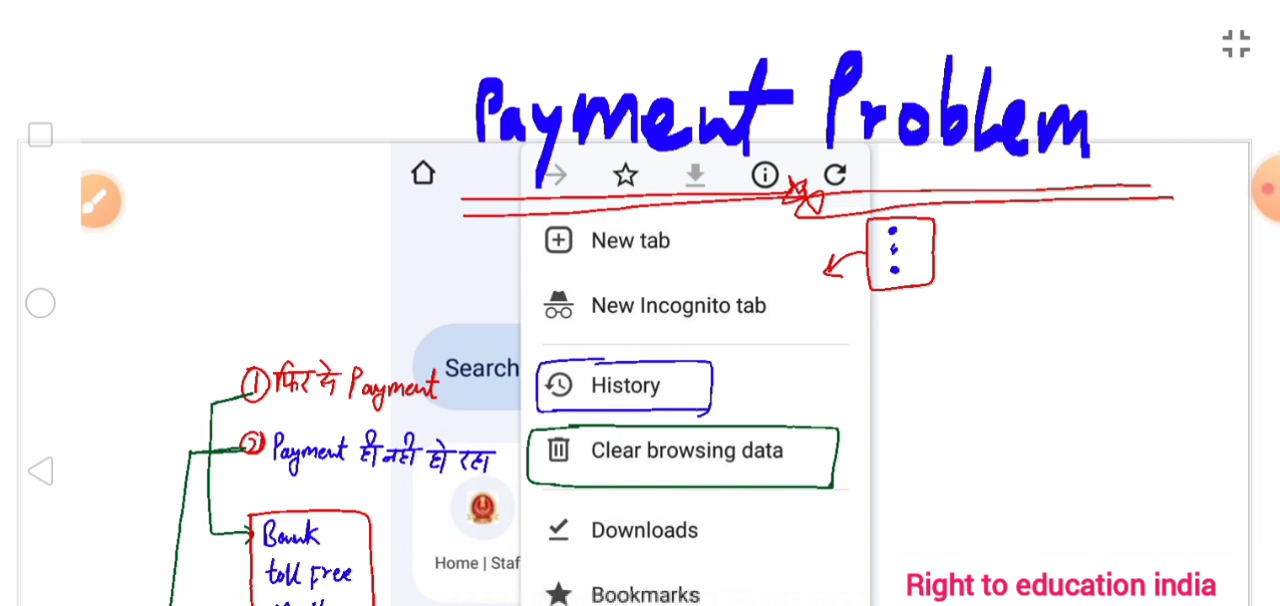 Payment Problem
New tab
New Incognito tab
Search
History
① फिर से Payment
② Payment ही नही हो रहा
Clear browsing data
Bank
toll Free
Downloads
Home | Staf
Bookmarks
Right to education india